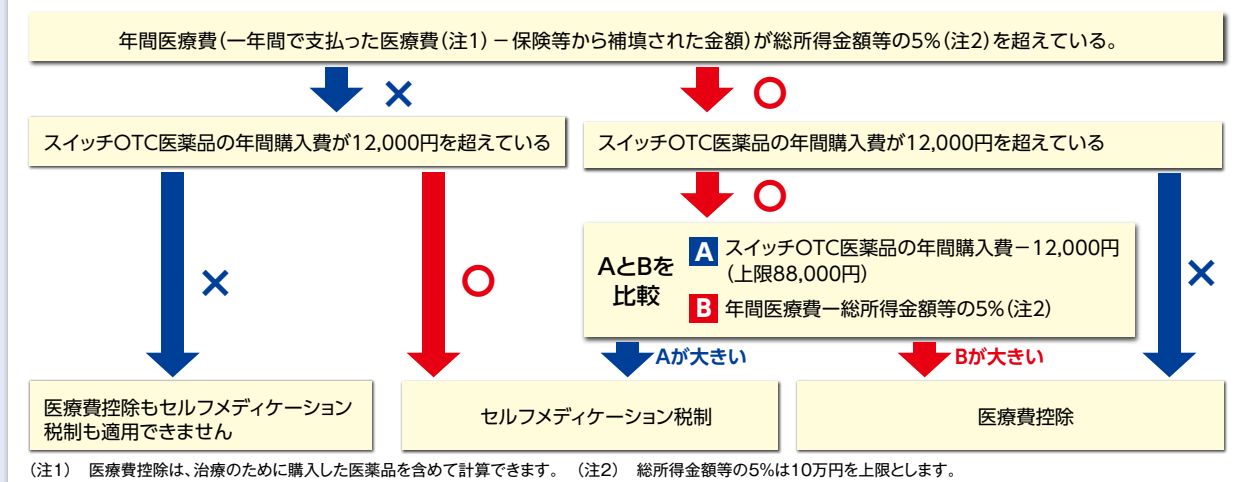 年間医療費(一年間で支払った医療費(注1)－保険等から補填された金額)が総所得金額等の5%(注2)を超えている。
×
○
スイッチOTC医薬品の年間購入費が12,000円を超えている
スイッチOTC医薬品の年間購入費が12,000円を超えている
○
AとBを
比較
A スイッチOTC医薬品の年間購入費－12,000円
(上限88,000円)
B 年間医療費ー総所得金額等の5%(注2)
×
○
×
Aが大きい
Bが大きい
医療費控除もセルフメディケーション
税制も適用できません
セルフメディケーション税制
医療費控除
(注1)　医療費控除は、治療のために購入した医薬品を含めて計算できます。 (注2)　総所得金額等の5%は10万円を上限とします。